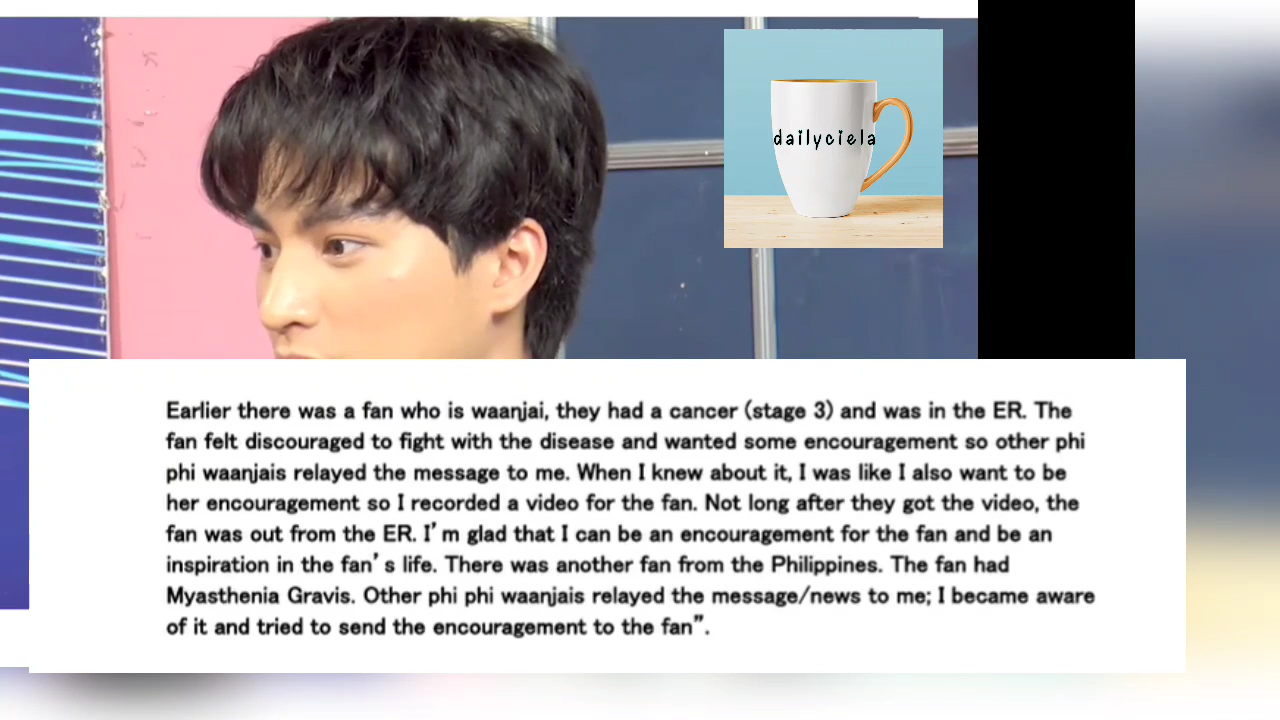 dailyciela
Earlier there was a fan who is waanjai, they had a cancer (stage 3) and was in the ER. The
fan felt discouraged to fight with the disease and wanted some encouragement so other phi
phi waanjais relayed the message to me. When I knew about it, I was like I also want to be
her encouragement so I recorded a video for the fan. Not long after they got the video, the
fan was out from the ER. I’m glad that I can be an encouragement for the fan and be an
inspiration in the fan’s life. There was another fan from the Philippines. The fan had
Myasthenia Gravis. Other phi phi waanjais relayed the message/news to me; I became aware
of it and tried to send the encouragement to the fan”.